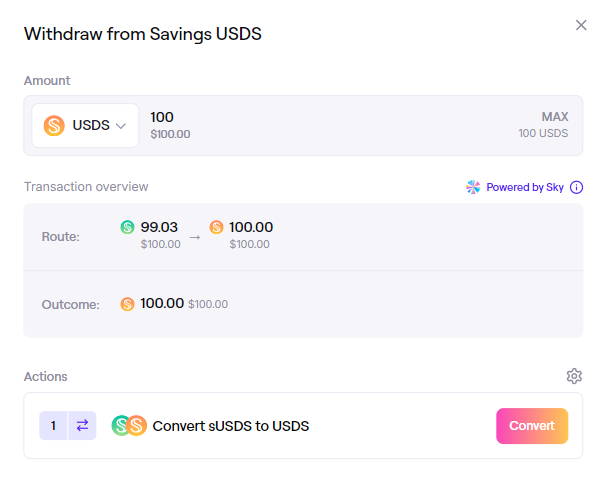 Withdraw from Savings USDS
Amount
USDS 100 MAX
$100.00 100 USDS
Transaction overview Powered by Sky
Route: 99.03 → 100.00
$100.00 $100.00
Outcome: 100.00 $100.00
Actions
1 Convert sUSDS to USDS Convert